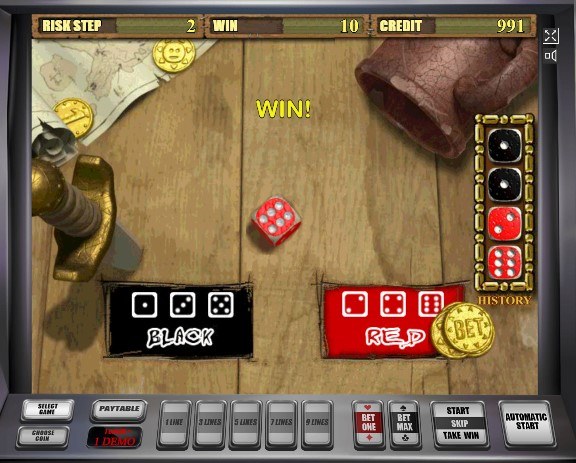 RISK STEP 2 WIN 10 CREDIT 991
WIN!
HISTORY
BLACK
RED
BET
SELECT GAME
CHOOSE COIN
PAYTABLE
1 DEMO
1 LINE
3 LINES
5 LINES
7 LINES
9 LINES
BET ONE
BET MAX
START
SKIP
TAKE WIN
AUTOMATIC START